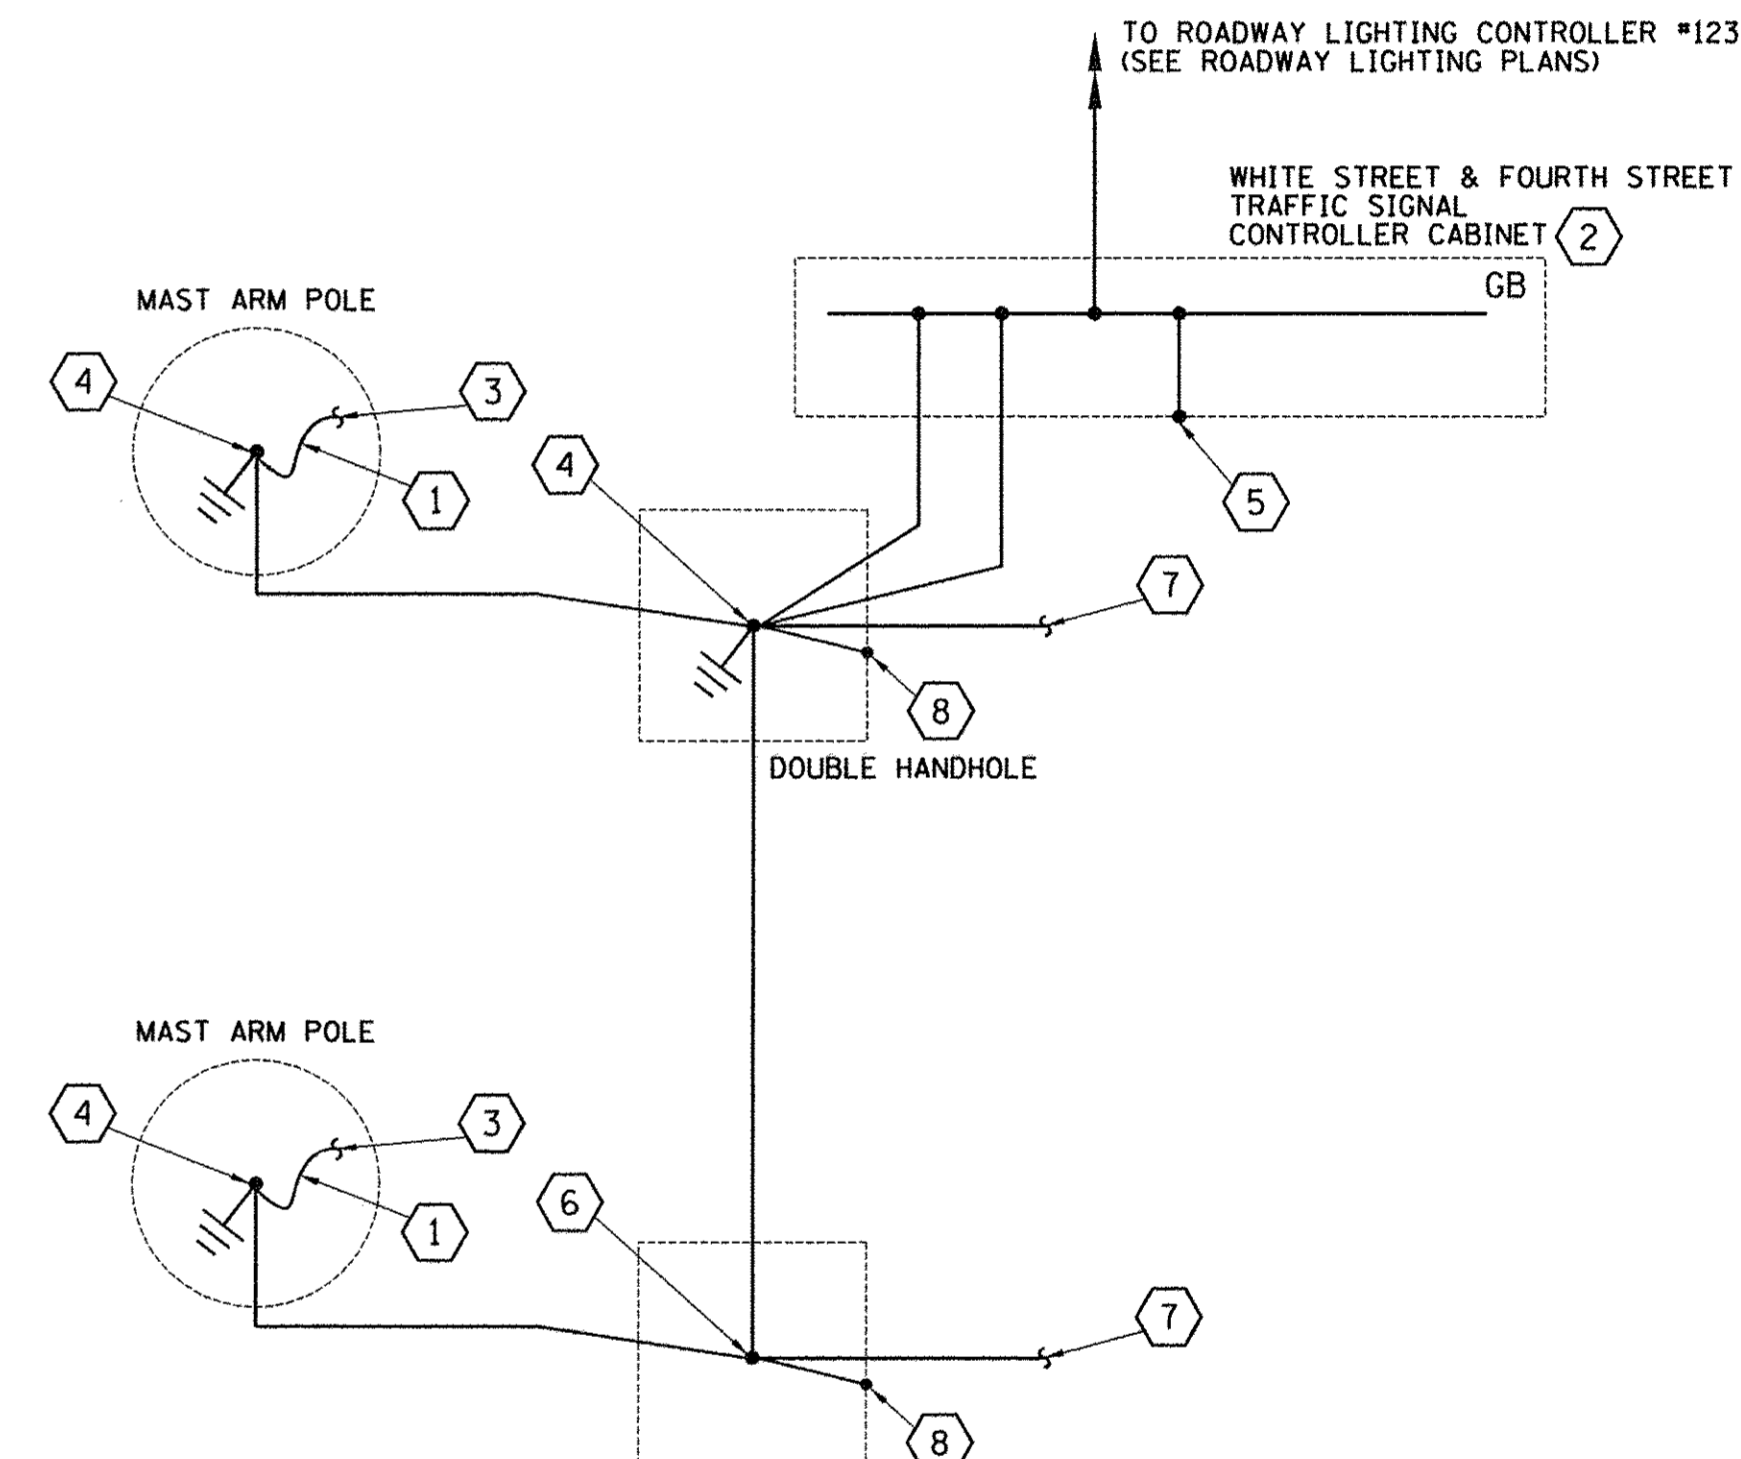 TO ROADWAY LIGHTING CONTROLLER #123
(SEE ROADWAY LIGHTING PLANS)
WHITE STREET & FOURTH STREET
TRAFFIC SIGNAL
CONTROLLER CABINET 2
GB
MAST ARM POLE
4
3
1
4
5
7
8
DOUBLE HANDHOLE
MAST ARM POLE
4
3
1
6
7
8